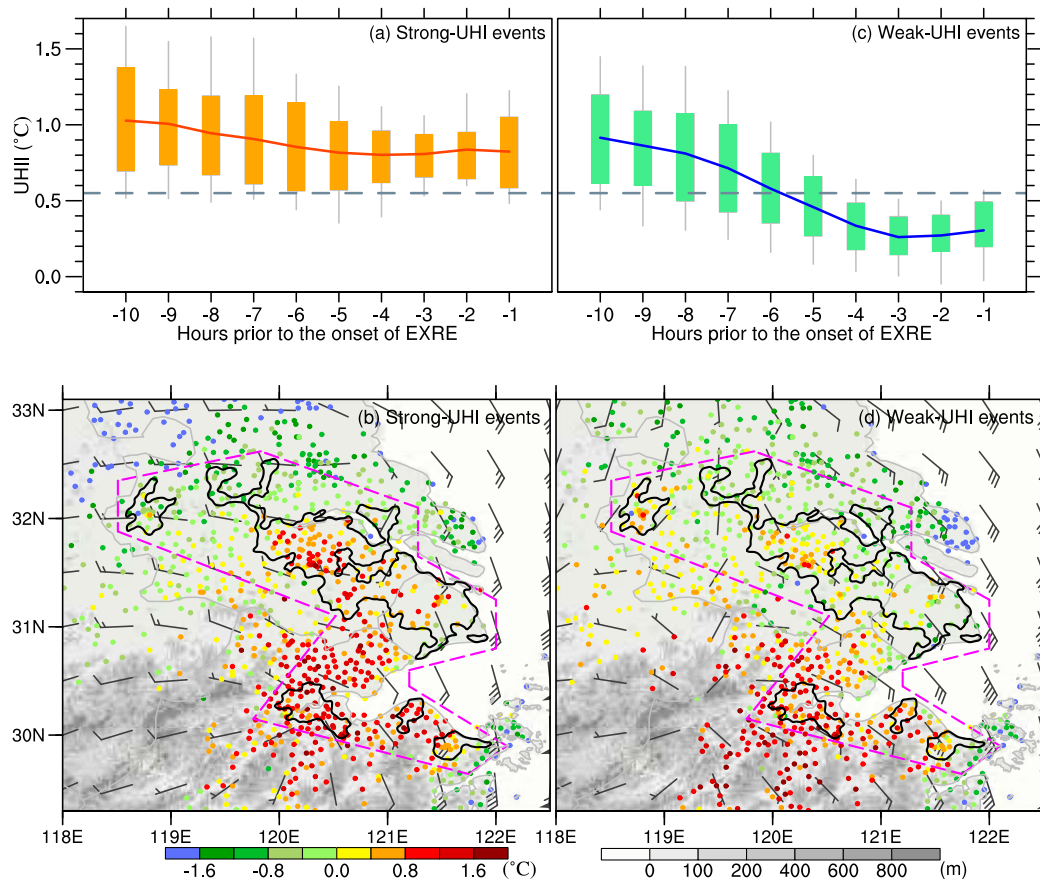 (a) Strong-UHI events
(c) Weak-UHI events
1.5
1.0
0.5
0.0
UHII (°C)
-10 -9 -8 -7 -6 -5 -4 -3 -2 -1
-10 -9 -8 -7 -6 -5 -4 -3 -2 -1
Hours prior to the onset of EXRE
Hours prior to the onset of EXRE
(b) Strong-UHI events
(d) Weak-UHI events
33N
32N
31N
30N
118E 119E 120E 121E 122E
118E 119E 120E 121E 122E
-1.6 -0.8 0.0 0.8 1.6 (°C)
0 100 200 400 600 800 (m)